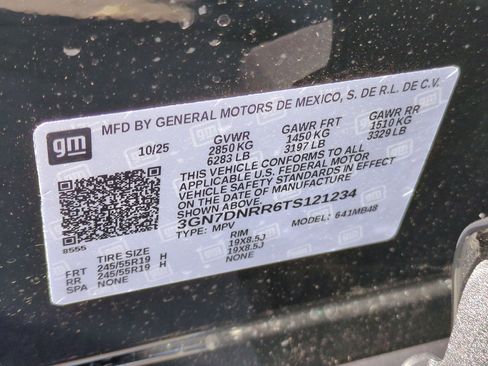 gm
MFD BY GENERAL MOTORS DE MEXICO, S. DE R.L. DE C.V.
10/25 GVWR GAWR FRT GAWR RR
2850 KG 1450 KG 1510 KG
6283 LB 3197 LB 3329 LB
THIS VEHICLE CONFORMS TO ALL
APPLICABLE U.S. FEDERAL MOTOR
VEHICLE SAFETY AND THEFT PREVENTION
STANDARDS IN EFFECT ON THE DATE OF
MANUFACTURE SHOWN ABOVE.
3GN7DNRR6TS121234
TYPE: MPV MODEL: 641MB48
8555
TIRE SIZE RIM
FRT 245/55R19 H 19X8.5J
RR 245/55R19 H 19X8.5J
SPA NONE NONE